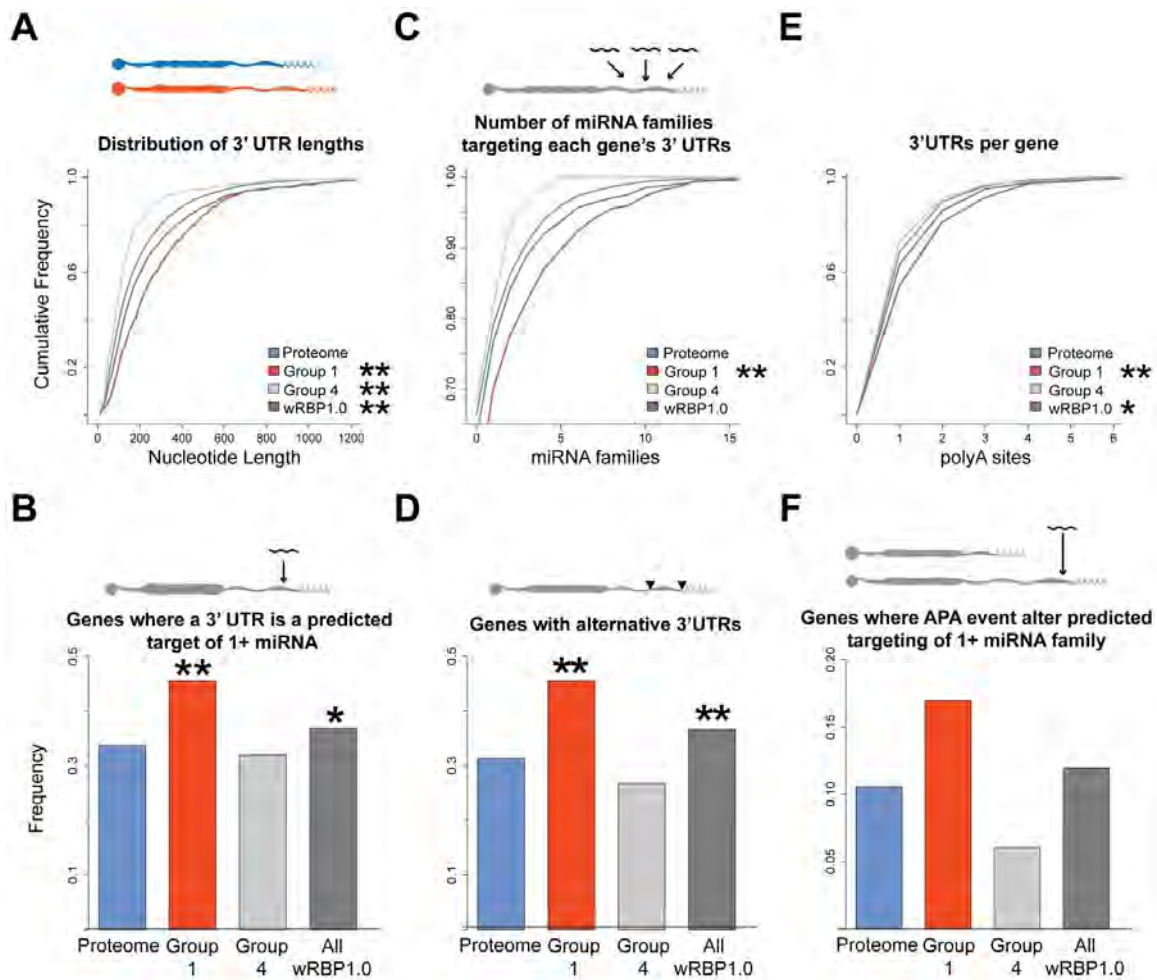 A
Distribution of 3' UTR lengths
Cumulative Frequency
1.0
0.6
0.2
Proteome
Group 1 **
Group 4 **
wRBP1.0 **
0 200 400 600 800 1000 1200
Nucleotide Length
C
Number of miRNA families
targeting each gene's 3' UTRs
1.00
0.90
0.80
0.70
Proteome
Group 1 **
Group 4
wRBP1.0
0 5 10 15
miRNA families
E
3'UTRs per gene
1.0
0.6
0.2
Proteome
Group 1 **
Group 4
wRBP1.0 *
0 1 2 3 4 5 6
polyA sites
B
Genes where a 3' UTR is a predicted
target of 1+ miRNA
Frequency
0.5
0.3
0.1
** *
Proteome Group 1 Group 4 All wRBP1.0
D
Genes with alternative 3'UTRs
0.5
0.3
0.1
** **
Proteome Group 1 Group 4 All wRBP1.0
F
Genes where APA event alter predicted
targeting of 1+ miRNA family
0.20
0.15
0.10
0.05
Proteome Group 1 Group 4 All wRBP1.0